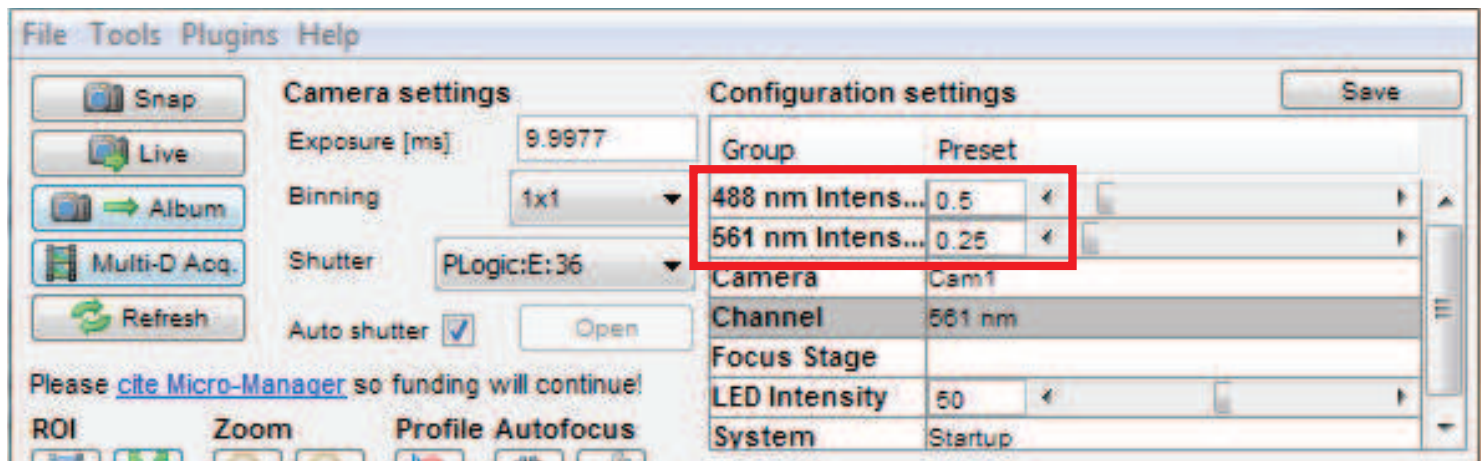 File Tools Plugins Help
Snap
Live
Album
Multi-D Acq.
Refresh
Camera settings
Exposure [ms] 9.9977
Binning 1x1
Shutter PLogic:E:36
Auto shutter Open
Please cite Micro-Manager so funding will continue!
ROI Zoom Profile Autofocus
Configuration settings Save
Group Preset
488 nm Intens... 0.5
561 nm Intens... 0.25
Camera Cam1
Channel 561 nm
Focus Stage
LED Intensity 50
System Startup